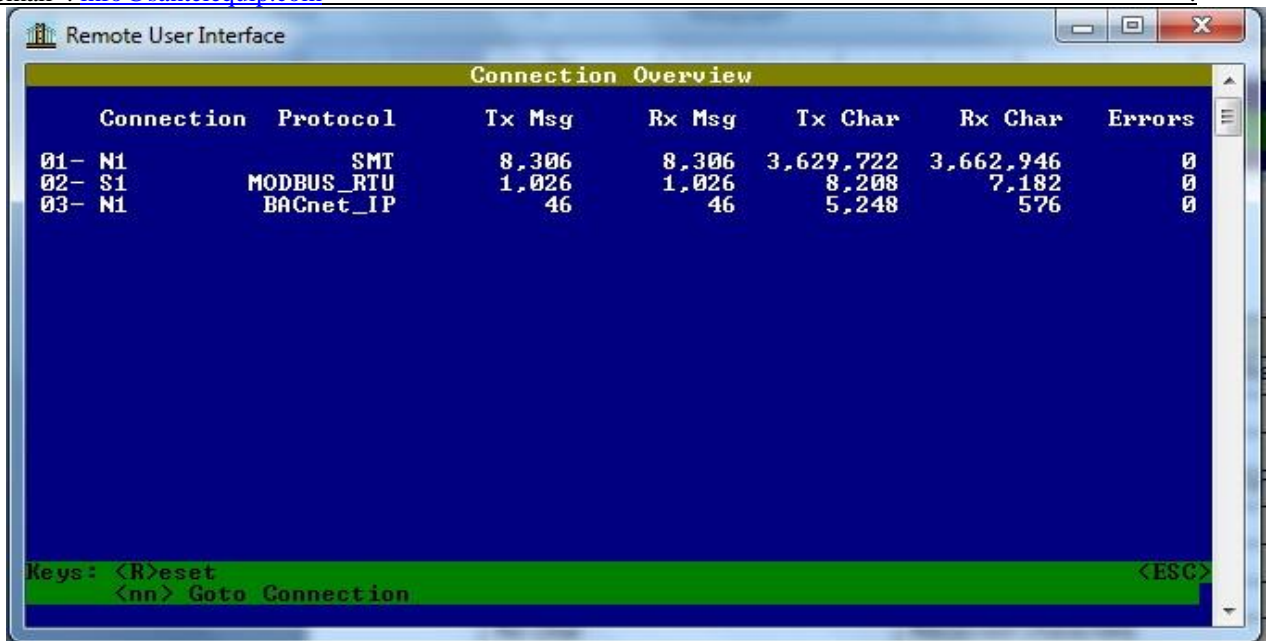 Remote User Interface
Connection Overview
Connection Protocol Tx Msg Rx Msg Tx Char Rx Char Errors
01- N1 SMT 8,306 8,306 3,629,722 3,662,946 0
02- S1 MODBUS_RTU 1,026 1,026 8,208 7,182 0
03- N1 BACnet_IP 46 46 5,248 576 0
Keys: <R>eset <ESC>
<nn> Goto Connection